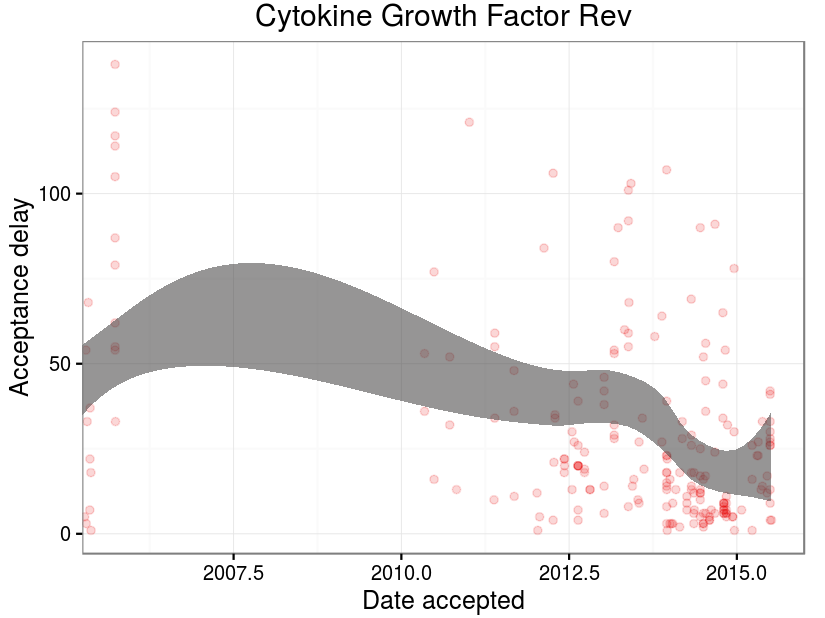 Cytokine Growth Factor Rev
Acceptance delay
100
50
0
2007.5 2010.0 2012.5 2015.0
Date accepted